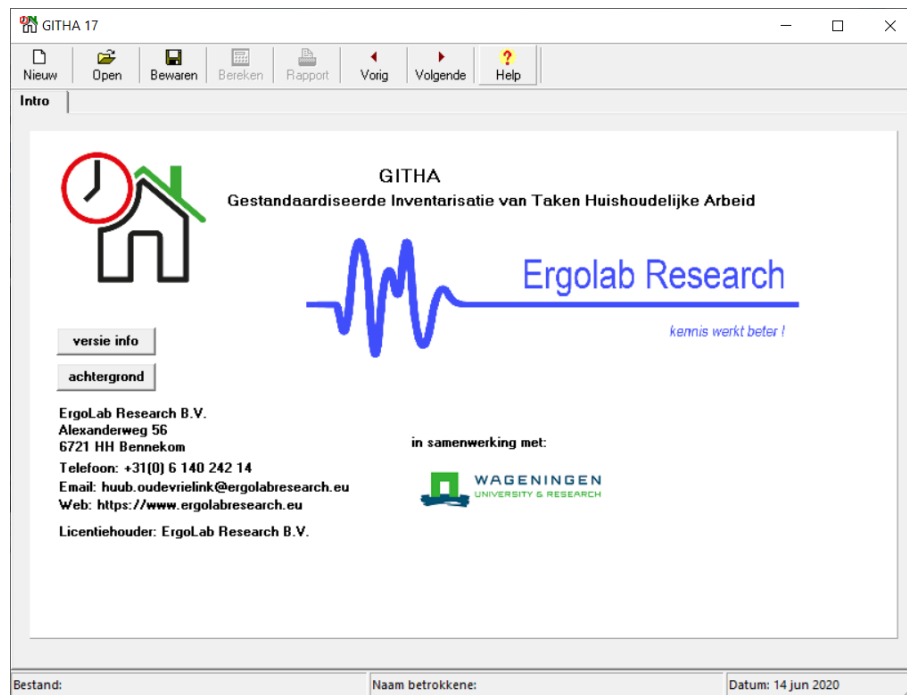 GITHA 17
Nieuw Open Bewaren Bereken Rapport Vorig Volgende Help
Intro
GITHA
Gestandaardiseerde Inventarisatie van Taken Huishoudelijke Arbeid
Ergolab Research
kennis werkt beter !
versie info
achtergrond
ErgoLab Research B.V.
Alexanderweg 56
6721 HH Bennekom
Telefoon: +31(0) 6 140 242 14
Email: huub.oudevrielink@ergolabresearch.eu
Web: https://www.ergolabresearch.eu
Licentiehouder: ErgoLab Research B.V.
in samenwerking met:
WAGENINGEN
UNIVERSITY & RESEARCH
Bestand: Naam betrokkene: Datum: 14 jun 2020